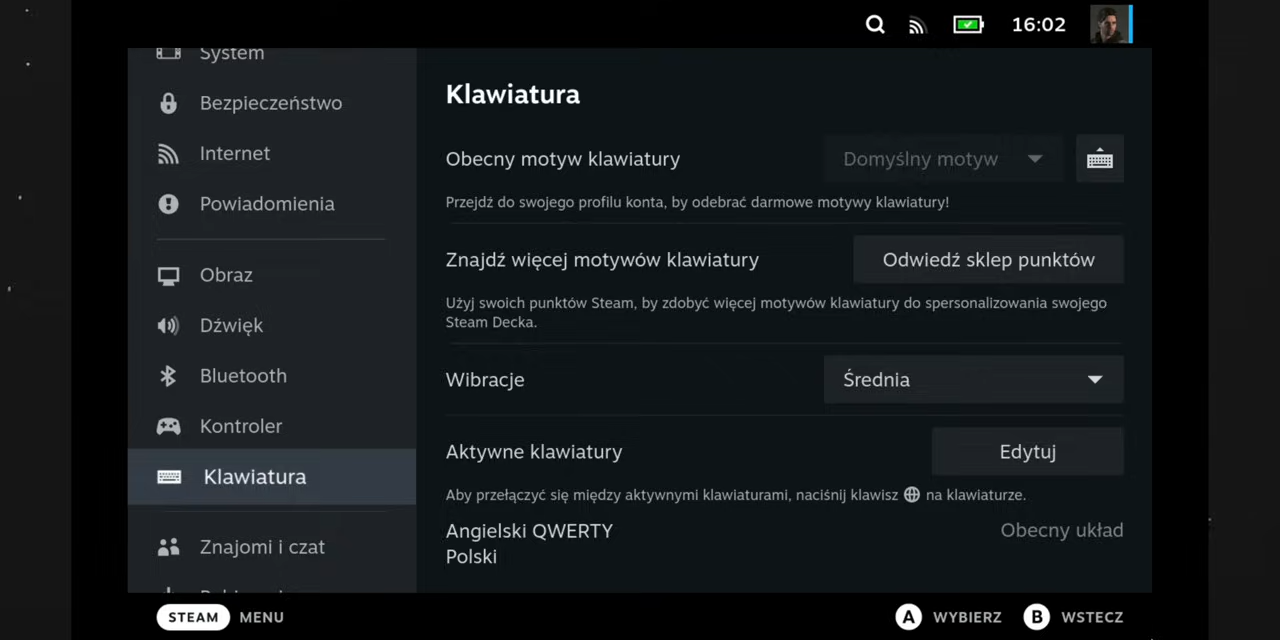 16:02
System
Bezpieczeństwo
Internet
Powiadomienia
Obraz
Dźwięk
Bluetooth
Kontroler
Klawiatura
Znajomi i czat
Klawiatura
Obecny motyw klawiatury
Domyślny motyw
Przejdź do swojego profilu konta, by odebrać darmowe motywy klawiatury!
Znajdź więcej motywów klawiatury
Odwiedź sklep punktów
Użyj swoich punktów Steam, by zdobyć więcej motywów klawiatury do spersonalizowania swojego
Steam Decka.
Wibracje
Średnia
Aktywne klawiatury
Edytuj
Aby przełączyć się między aktywnymi klawiaturami, naciśnij klawisz na klawiaturze.
Angielski QWERTY
Obecny układ
Polski
STEAM MENU
A WYBIERZ
B WSTECZ